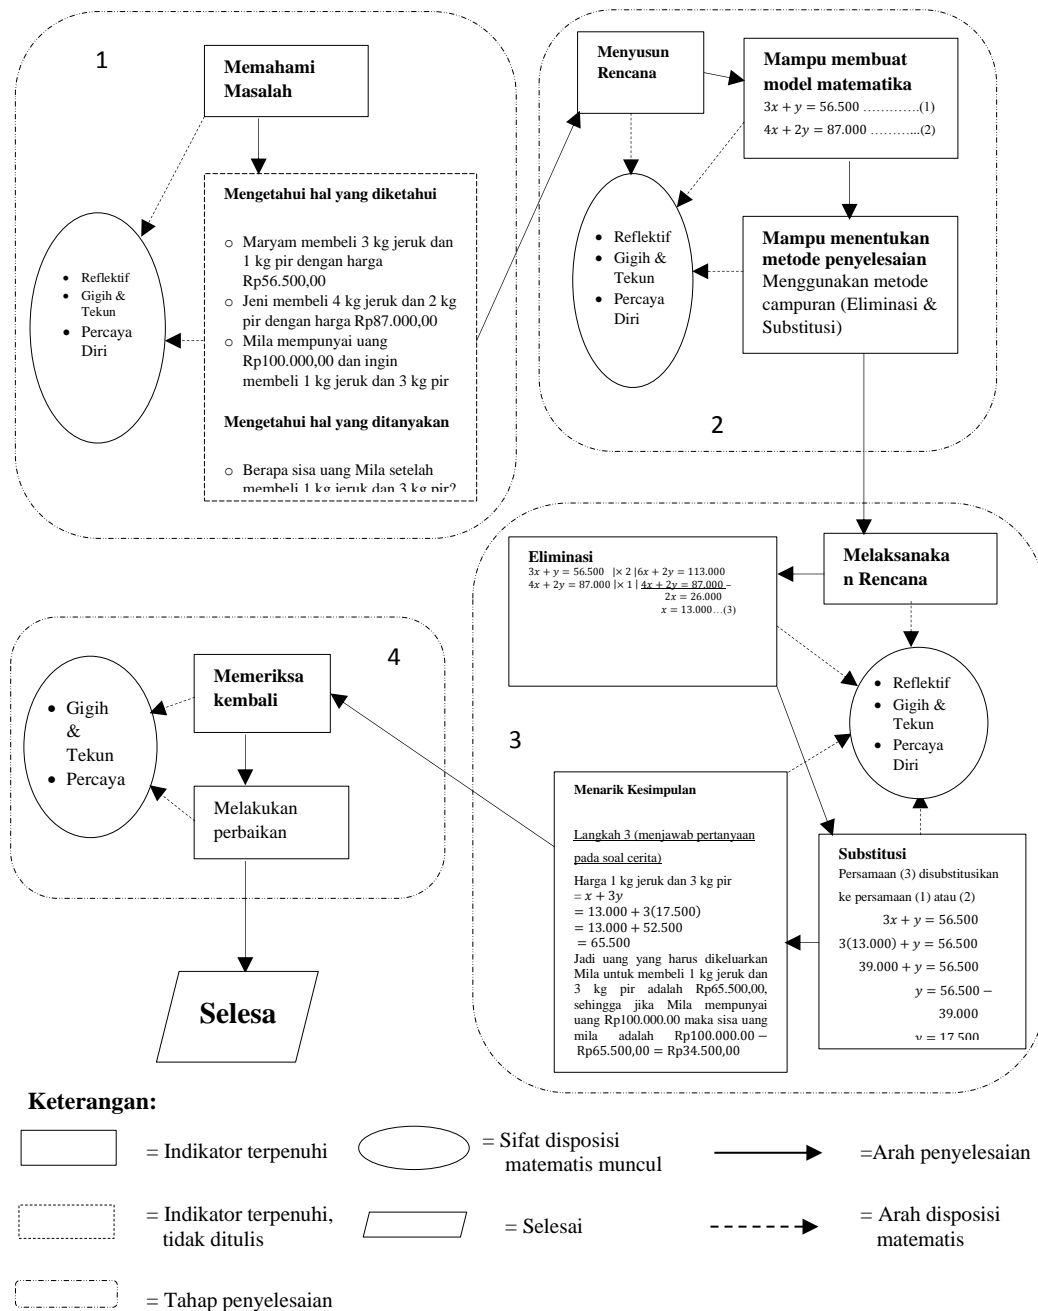 1
Memahami
Masalah
Mengetahui hal yang diketahui
o Maryam membeli 3 kg jeruk dan
1 kg pir dengan harga
Rp56.500,00
o Jeni membeli 4 kg jeruk dan 2 kg
pir dengan harga Rp87.000,00
o Mila mempunyai uang
Rp100.000,00 dan ingin
membeli 1 kg jeruk dan 3 kg pir
Mengetahui hal yang ditanyakan
o Berapa sisa uang Mila setelah
membeli 1 kg jeruk dan 3 kg pir?
• Reflektif
• Gigih &
Tekun
• Percaya
Diri
Menyusun
Rencana
Mampu membuat
model matematika
3x + y = 56.500 ………….(1)
4x + 2y = 87.000 ………...(2)
• Reflektif
• Gigih &
Tekun
• Percaya
Diri
Mampu menentukan
metode penyelesaian
Menggunakan metode
campuran (Eliminasi &
Substitusi)
2
Melaksanaka
n Rencana
Eliminasi
3x + y = 56.500 |× 2 |6x + 2y = 113.000
4x + 2y = 87.000 |× 1 | 4x + 2y = 87.000 −
2x = 26.000
x = 13.000…(3)
• Reflektif
• Gigih &
Tekun
• Percaya
Diri
3
Substitusi
Persamaan (3) disubstitusikan
ke persamaan (1) atau (2)
3x + y = 56.500
3(13.000) + y = 56.500
39.000 + y = 56.500
y = 56.500 −
39.000
y = 17.500
Menarik Kesimpulan
Langkah 3 (menjawab pertanyaan
pada soal cerita)
Harga 1 kg jeruk dan 3 kg pir
= x + 3y
= 13.000 + 3(17.500)
= 13.000 + 52.500
= 65.500
Jadi uang yang harus dikeluarkan
Mila untuk membeli 1 kg jeruk dan
3 kg pir adalah Rp65.500,00,
sehingga jika Mila mempunyai
uang Rp100.000.00 maka sisa uang
mila adalah Rp100.000.00 −
Rp65.500,00 = Rp34.500,00
4
Memeriksa
kembali
• Gigih
&
Tekun
• Percaya
Melakukan
perbaikan
Selesa
Keterangan:
= Indikator terpenuhi
= Sifat disposisi
matematis muncul
=Arah penyelesaian
= Indikator terpenuhi,
tidak ditulis
= Selesai
= Arah disposisi
matematis
= Tahap penyelesaian